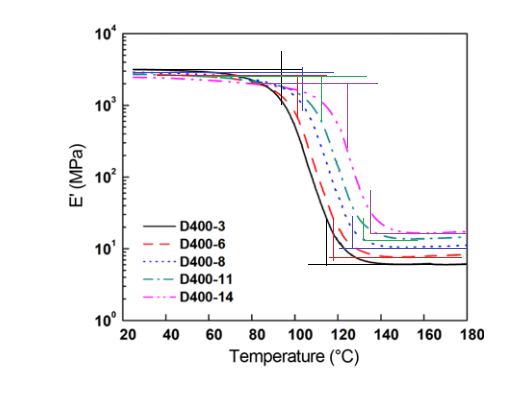 10⁴
10³
10²
10¹
10⁰
E' (MPa)
D400-3
D400-6
D400-8
D400-11
D400-14
20 40 60 80 100 120 140 160 180
Temperature (°C)